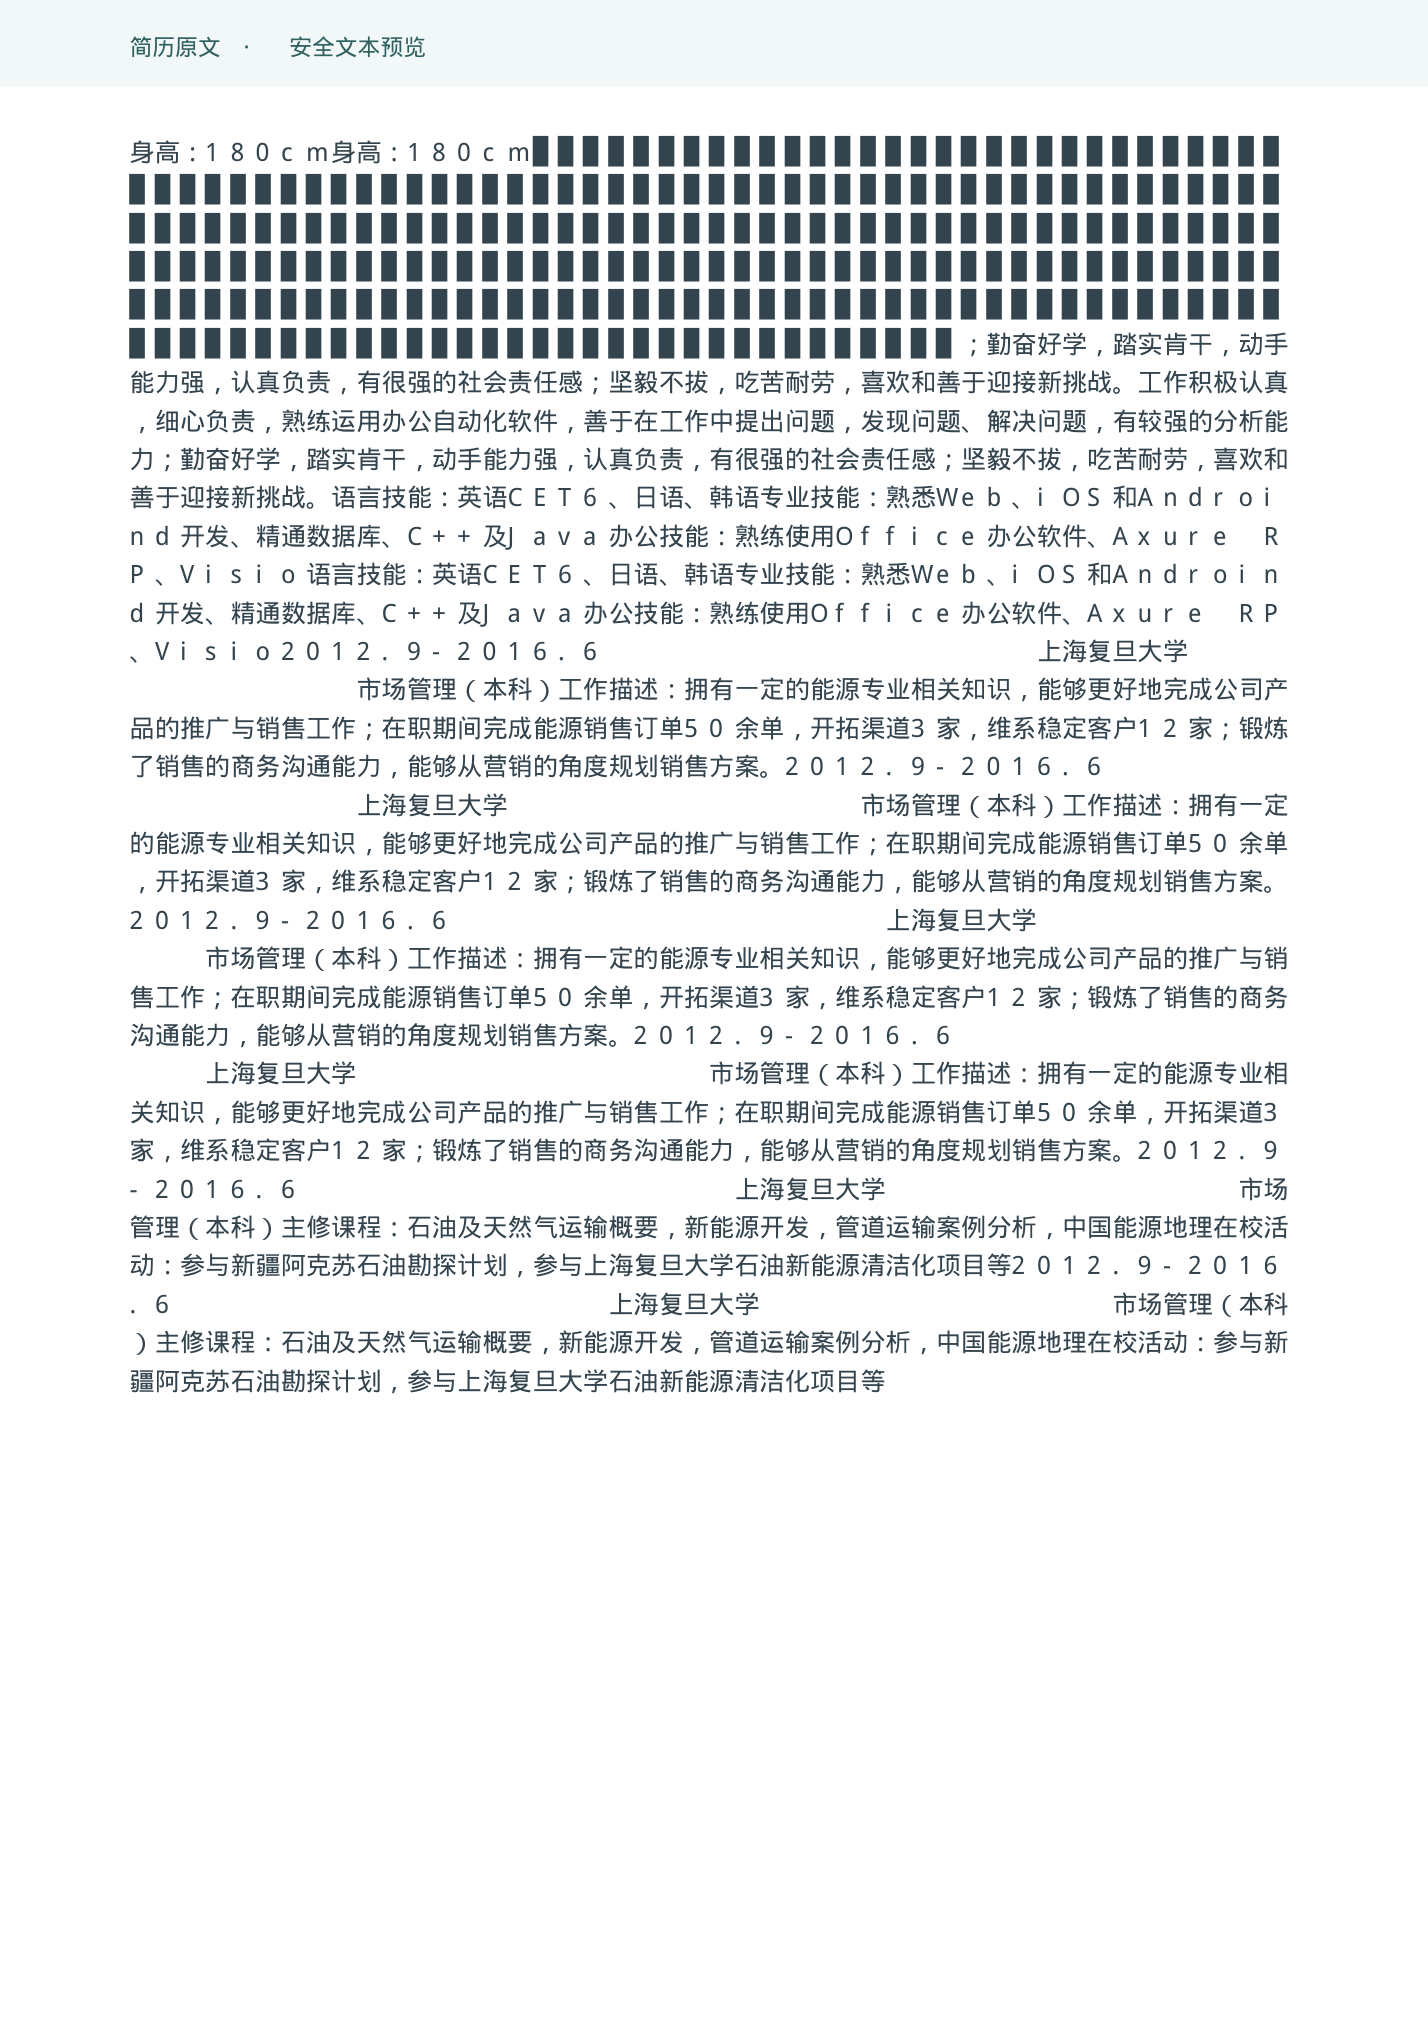 简历原文 · 安全文本预览
身高：180cm身高：180cm
；勤奋好学，踏实肯干，动手
能力强，认真负责，有很强的社会责任感；坚毅不拔，吃苦耐劳，喜欢和善于迎接新挑战。工作积极认真
，细心负责，熟练运用办公自动化软件，善于在工作中提出问题，发现问题、解决问题，有较强的分析能
力；勤奋好学，踏实肯干，动手能力强，认真负责，有很强的社会责任感；坚毅不拔，吃苦耐劳，喜欢和
善于迎接新挑战。语言技能：英语CET6、日语、韩语专业技能：熟悉Web、iOS和Androi
nd开发、精通数据库、C++及Java办公技能：熟练使用Office办公软件、Axure R
P、Visio语言技能：英语CET6、日语、韩语专业技能：熟悉Web、iOS和Androin
d开发、精通数据库、C++及Java办公技能：熟练使用Office办公软件、Axure RP
、Visio2012.9-2016.6 上海复旦大学
市场管理（本科）工作描述：拥有一定的能源专业相关知识，能够更好地完成公司产
品的推广与销售工作；在职期间完成能源销售订单50余单，开拓渠道3家，维系稳定客户12家；锻炼
了销售的商务沟通能力，能够从营销的角度规划销售方案。2012.9-2016.6
上海复旦大学 市场管理（本科）工作描述：拥有一定
的能源专业相关知识，能够更好地完成公司产品的推广与销售工作；在职期间完成能源销售订单50余单
，开拓渠道3家，维系稳定客户12家；锻炼了销售的商务沟通能力，能够从营销的角度规划销售方案。
2012.9-2016.6 上海复旦大学
市场管理（本科）工作描述：拥有一定的能源专业相关知识，能够更好地完成公司产品的推广与销
售工作；在职期间完成能源销售订单50余单，开拓渠道3家，维系稳定客户12家；锻炼了销售的商务
沟通能力，能够从营销的角度规划销售方案。2012.9-2016.6
上海复旦大学 市场管理（本科）工作描述：拥有一定的能源专业相
关知识，能够更好地完成公司产品的推广与销售工作；在职期间完成能源销售订单50余单，开拓渠道3
家，维系稳定客户12家；锻炼了销售的商务沟通能力，能够从营销的角度规划销售方案。2012.9
-2016.6 上海复旦大学 市场
管理（本科）主修课程：石油及天然气运输概要，新能源开发，管道运输案例分析，中国能源地理在校活
动：参与新疆阿克苏石油勘探计划，参与上海复旦大学石油新能源清洁化项目等2012.9-2016
.6 上海复旦大学 市场管理（本科
）主修课程：石油及天然气运输概要，新能源开发，管道运输案例分析，中国能源地理在校活动：参与新
疆阿克苏石油勘探计划，参与上海复旦大学石油新能源清洁化项目等